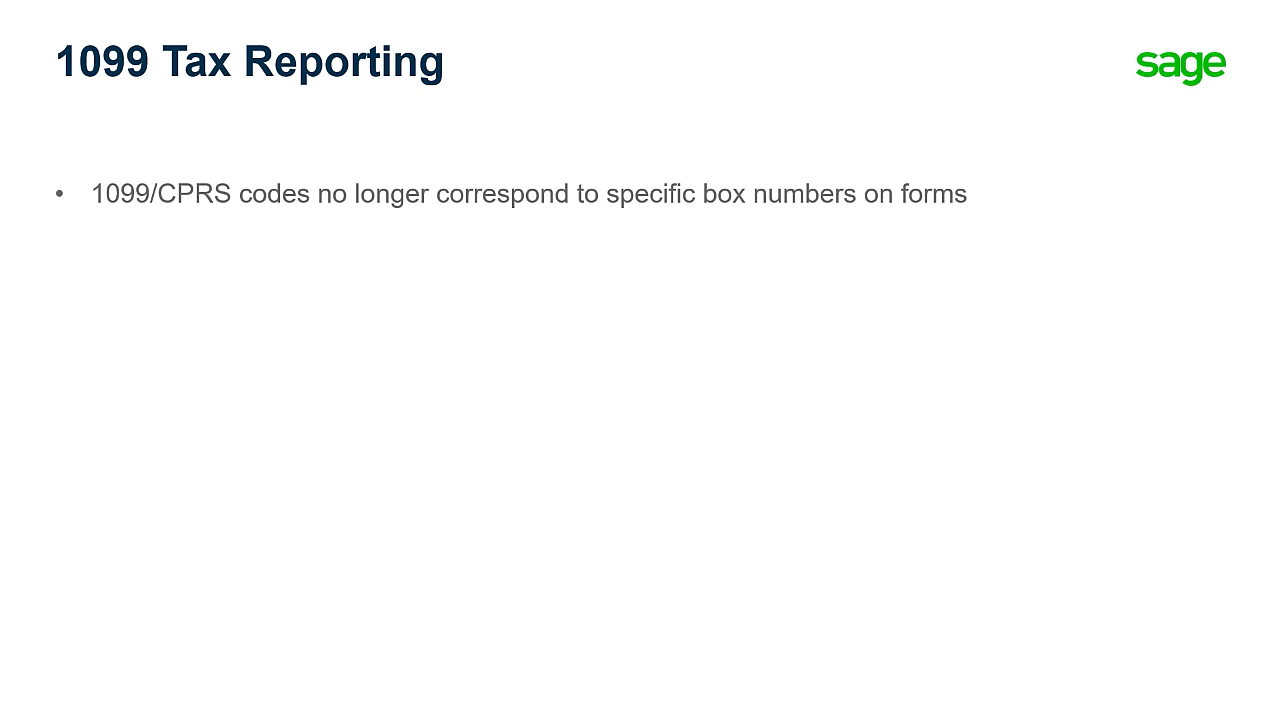 1099 Tax Reporting
sage
• 1099/CPRS codes no longer correspond to specific box numbers on forms